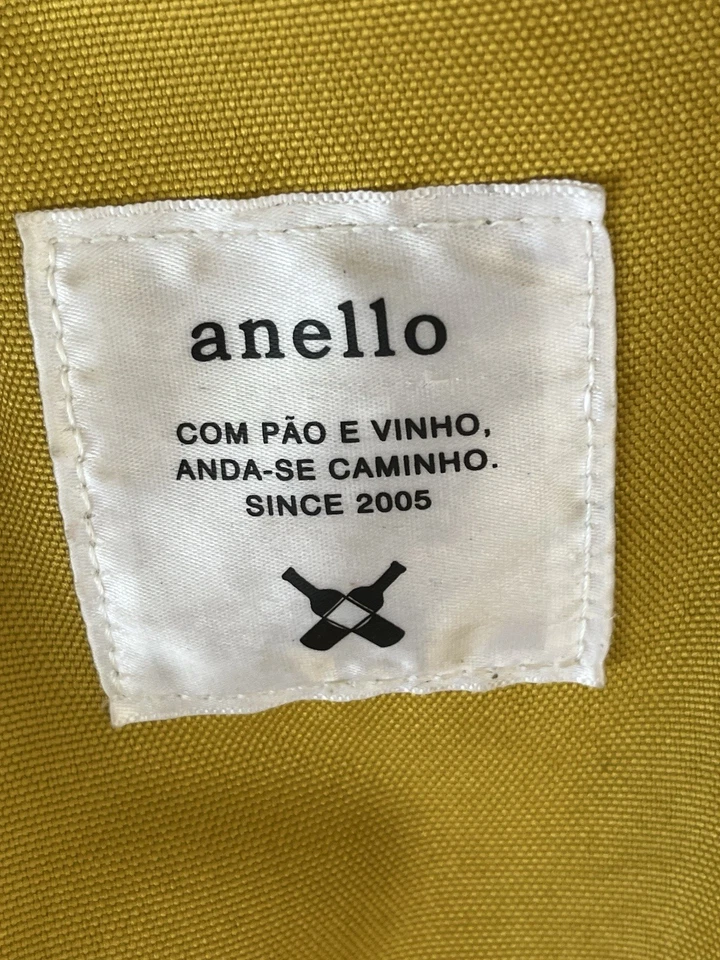 anello
COM PÃO E VINHO,
ANDA-SE CAMINHO.
SINCE 2005